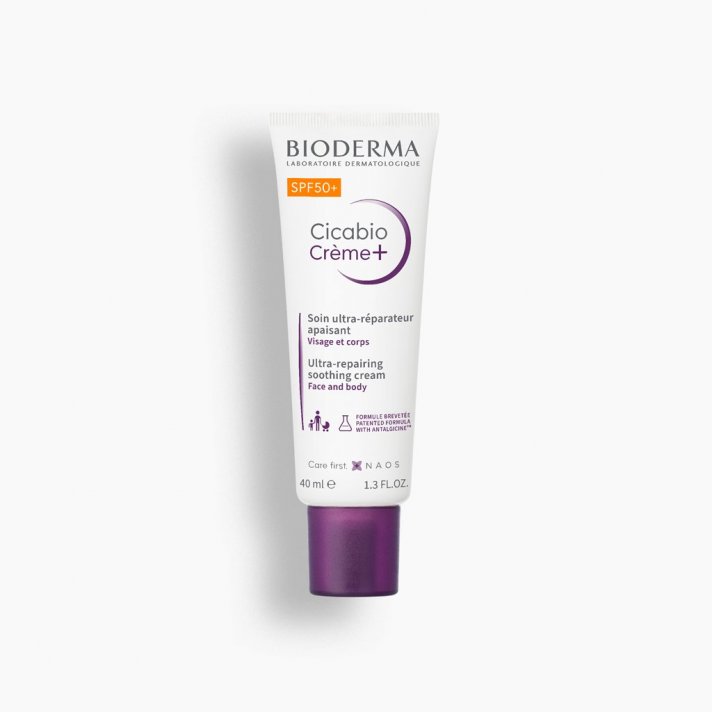 BIODERMA
LABORATOIRE DERMATOLOGIQUE
SPF50+
Cicabio
Crème+
Soin ultra-réparateur
apaisant
Visage et corps
Ultra-repairing
soothing cream
Face and body
FORMULE BREVETÉE
PATENTED FORMULA
WITH ANTALGICINE™
Care first. NAOS
40 ml ℮ 1.3 FL.OZ.